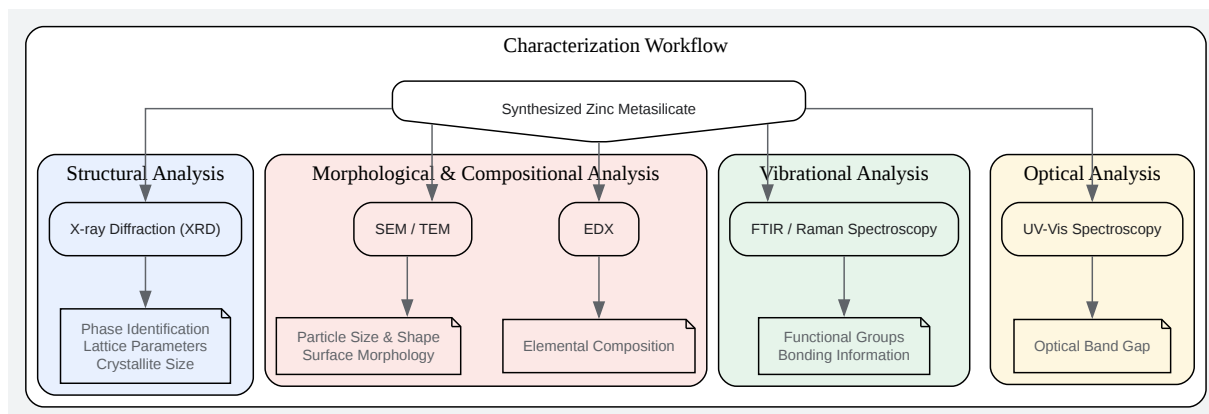 Characterization Workflow
Synthesized Zinc Metasilicate
Structural Analysis
Morphological & Compositional Analysis
Vibrational Analysis
Optical Analysis
X-ray Diffraction (XRD)
SEM / TEM
EDX
FTIR / Raman Spectroscopy
UV-Vis Spectroscopy
Phase Identification
Lattice Parameters
Crystallite Size
Particle Size & Shape
Surface Morphology
Elemental Composition
Functional Groups
Bonding Information
Optical Band Gap